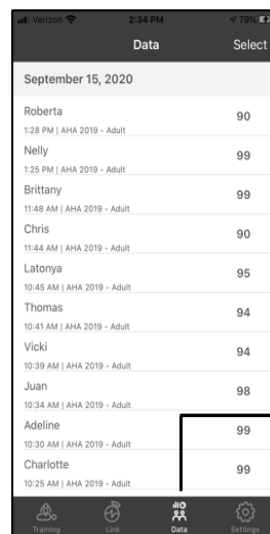 Verizon 2:34 PM 79%
Data Select
September 15, 2020
Roberta 90
1:28 PM | AHA 2019 - Adult
Nelly 99
1:25 PM | AHA 2019 - Adult
Brittany 99
11:48 AM | AHA 2019 - Adult
Chris 90
11:44 AM | AHA 2019 - Adult
Latonya 95
10:45 AM | AHA 2019 - Adult
Thomas 94
10:41 AM | AHA 2019 - Adult
Vicki 94
10:39 AM | AHA 2019 - Adult
Juan 98
10:34 AM | AHA 2019 - Adult
Adeline 99
10:30 AM | AHA 2019 - Adult
Charlotte 99
10:25 AM | AHA 2019 - Adult
Training Link Data Settings